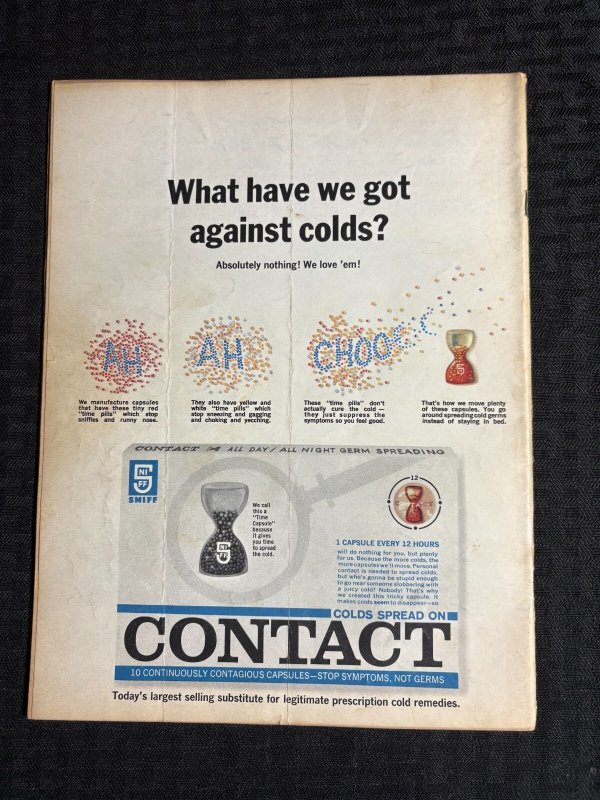 What have we got
against colds?
Absolutely nothing! We love 'em!
AH AH CHOO
We manufacture capsules
that have these tiny red
"time pills" which stop
sniffles and runny nose.
They also have yellow and
white "time pills" which
stop sneezing and gagging
and choking and yecching.
These "time pills" don't
actually cure the cold —
they just suppress the
symptoms so you feel good.
That's how we move plenty
of these capsules. You go
around spreading cold germs
instead of staying in bed.
CONTACT ALL DAY / ALL NIGHT GERM SPREADING
NI
FF
SNIFF
We call
this a
"Time
Capsule"
because
it gives
you time
to spread
the cold.
NI
FF
12
1 CAPSULE EVERY 12 HOURS
will do nothing for you, but plenty
for us. Because the more colds, the
more capsules we'll move. Personal
contact is needed to spread colds,
but who's gonna be stupid enough
to go near someone slobbering with
a juicy cold? Nobody! That's why
we created this tricky capsule. It
makes colds seem to disappear—so
COLDS SPREAD ON
CONTACT
10 CONTINUOUSLY CONTAGIOUS CAPSULES—STOP SYMPTOMS, NOT GERMS
Today's largest selling substitute for legitimate prescription cold remedies.